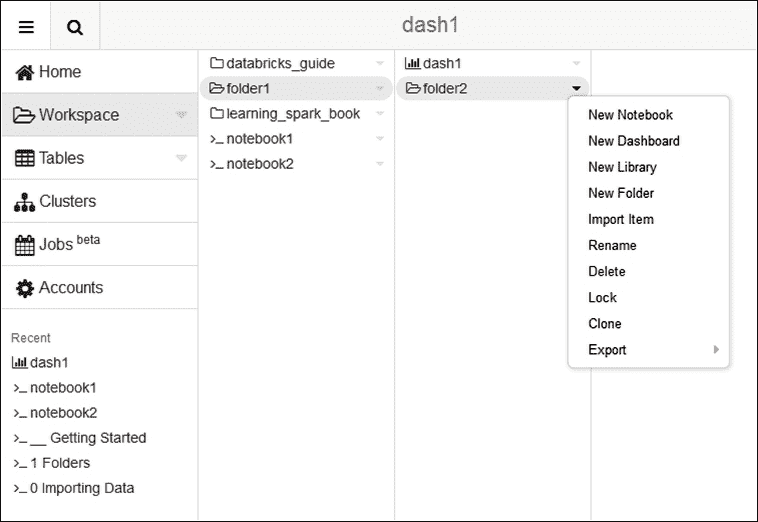 dash1
Home
Workspace
Tables
Clusters
Jobs beta
Accounts
Recent
dash1
>_ notebook1
>_ notebook2
>_ __ Getting Started
>_ 1 Folders
>_ 0 Importing Data
databricks_guide
folder1
learning_spark_book
>_ notebook1
>_ notebook2
dash1
folder2
New Notebook
New Dashboard
New Library
New Folder
Import Item
Rename
Delete
Lock
Clone
Export